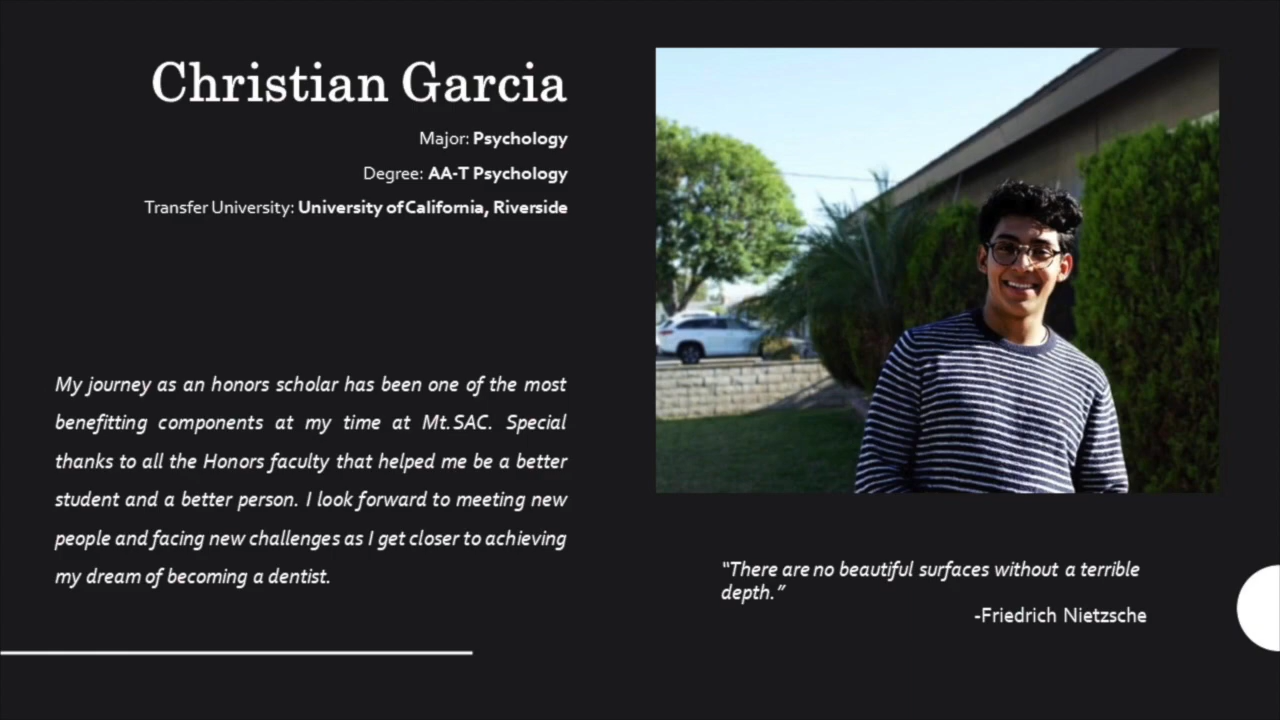 Christian Garcia
Major: Psychology
Degree: AA-T Psychology
Transfer University: University of California, Riverside
My journey as an honors scholar has been one of the most
benefitting components at my time at Mt.SAC. Special
thanks to all the Honors faculty that helped me be a better
student and a better person. I look forward to meeting new
people and facing new challenges as I get closer to achieving
my dream of becoming a dentist.
“There are no beautiful surfaces without a terrible
depth.”
-Friedrich Nietzsche